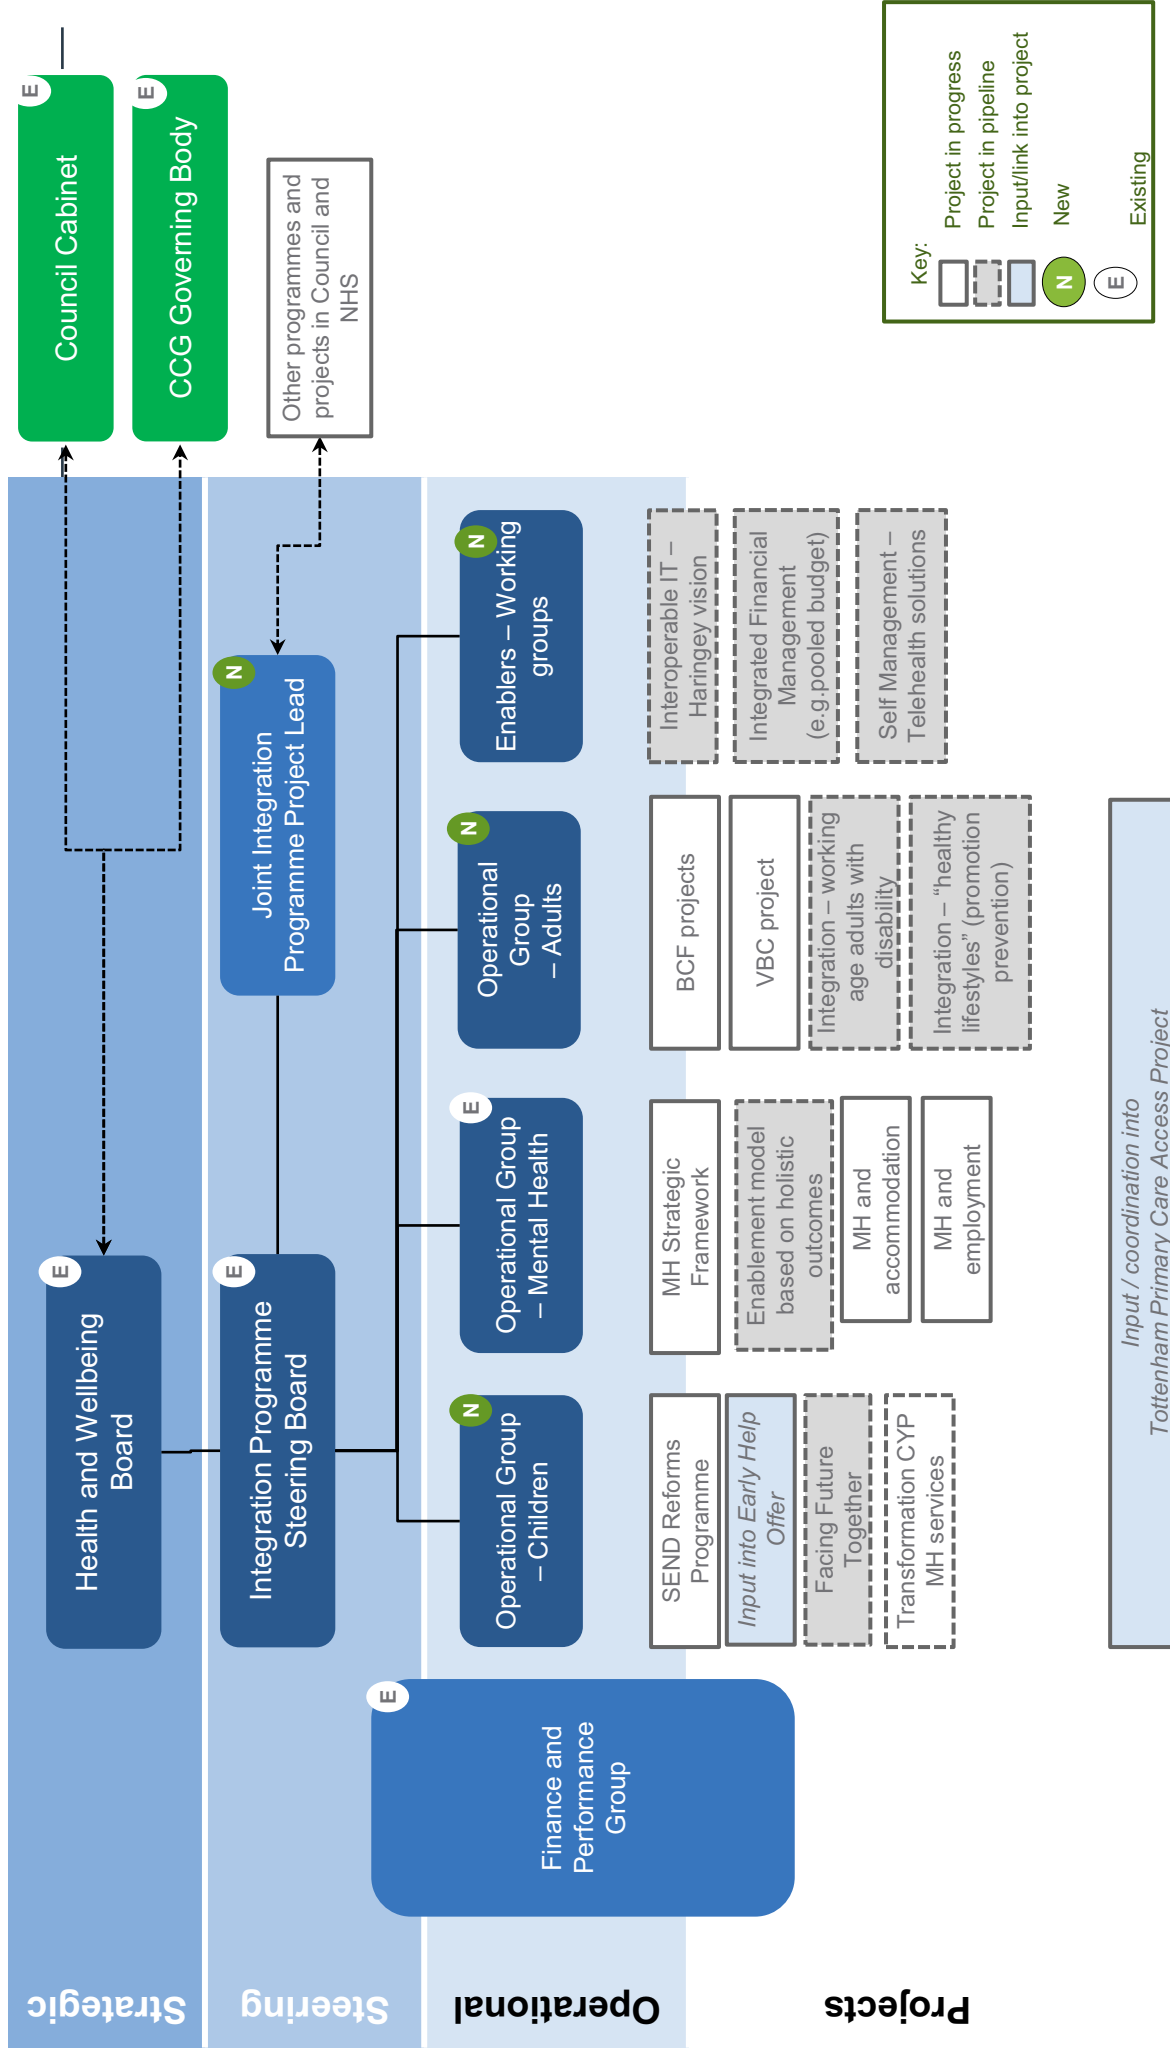 Strategic
Health and Wellbeing
Board
E
Council Cabinet
E
CCG Governing Body
E
Steering
Integration Programme
Steering Board
E
Joint Integration
Programme Project Lead
N
Other programmes and
projects in Council and
NHS
Operational
Finance and
Performance
Group
E
Operational Group
– Children
N
Operational Group
– Mental Health
E
Operational
Group
– Adults
N
Enablers – Working
groups
N
Projects
SEND Reforms
Programme
Input into Early Help
Offer
Facing Future
Together
Transformation CYP
MH services
MH Strategic
Framework
Enablement model
based on holistic
outcomes
MH and
accommodation
MH and
employment
BCF projects
VBC project
Integration – working
age adults with
disability
Integration – “healthy
lifestyles” (promotion
prevention)
Interoperable IT –
Haringey vision
Integrated Financial
Management
(e.g.pooled budget)
Self Management –
Telehealth solutions
Input / coordination into
Tottenham Primary Care Access Project
Key:
Project in progress
Project in pipeline
Input/link into project
N
New
E
Existing